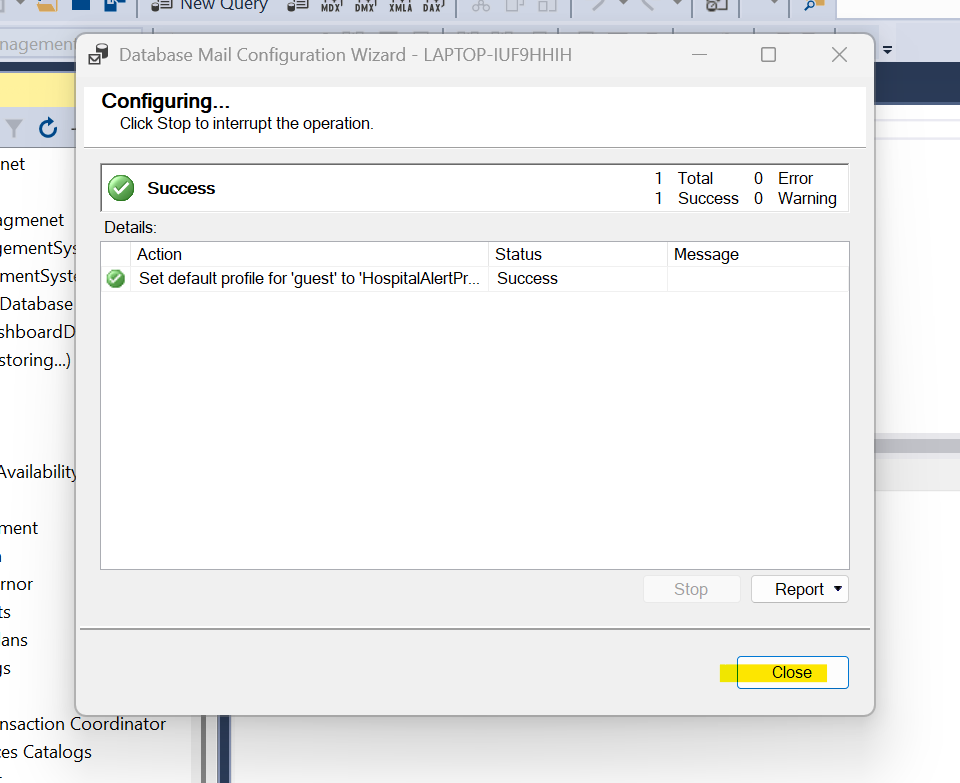 New Query
MDX
DMX
XMLA
DAX
nagement
Database Mail Configuration Wizard - LAPTOP-IUF9HHIH
Configuring...
Click Stop to interrupt the operation.
net
Success
1 Total 0 Error
1 Success 0 Warning
agmenet
Details:
gementSys
Action Status Message
mentSyste
Set default profile for 'guest' to 'HospitalAlertPr... Success
Database
shboardD
storing...)
Availability
ment
n
rnor
ts
Stop Report
ans
gs
Close
nsaction Coordinator
ces Catalogs